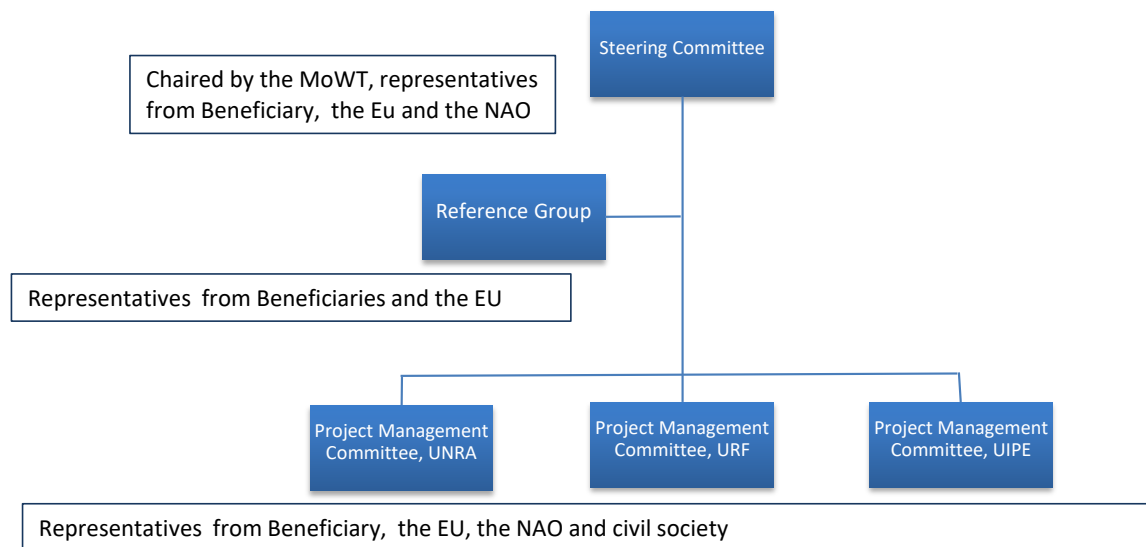 Steering Committee
Chaired by the MoWT, representatives
from Beneficiary, the Eu and the NAO
Reference Group
Representatives from Beneficiaries and the EU
Project Management
Committee, UNRA
Project Management
Committee, URF
Project Management
Committee, UIPE
Representatives from Beneficiary, the EU, the NAO and civil society